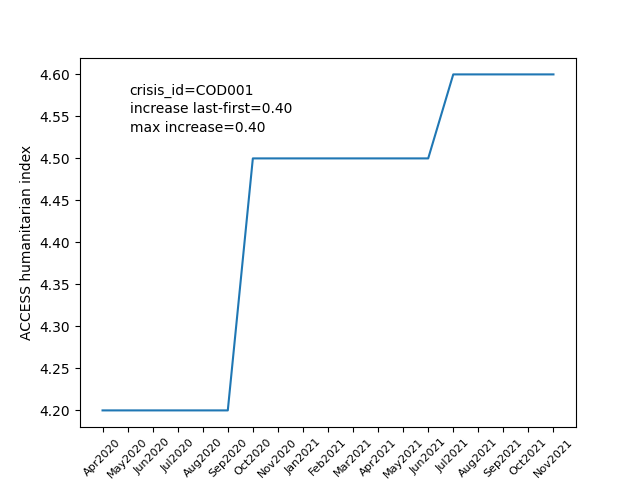 4.60
4.55
4.50
4.45
4.40
4.35
4.30
4.25
4.20
ACCESS humanitarian index
crisis_id=COD001
increase last-first=0.40
max increase=0.40
Apr2020
May2020
Jun2020
Jul2020
Aug2020
Sep2020
Oct2020
Nov2020
Jan2021
Feb2021
Mar2021
Apr2021
May2021
Jun2021
Jul2021
Aug2021
Sep2021
Oct2021
Nov2021